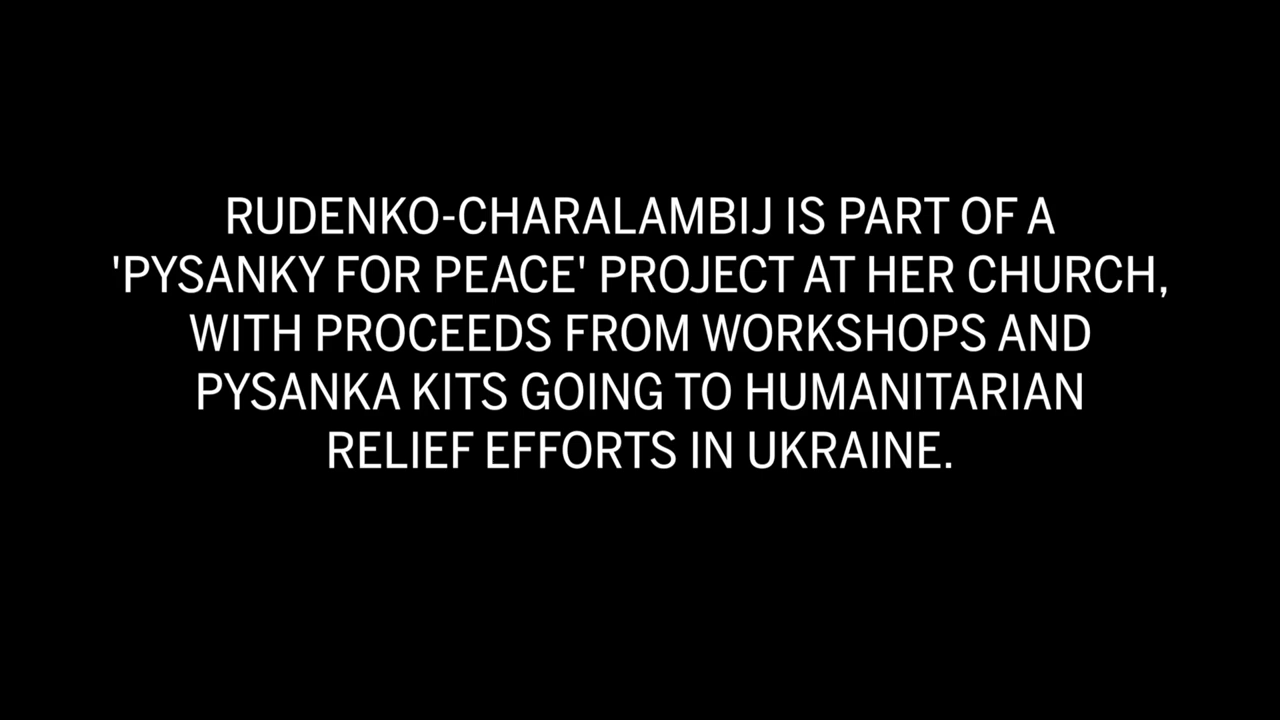 RUDENKO-CHARALAMBIJ IS PART OF A
'PYSANKY FOR PEACE' PROJECT AT HER CHURCH,
WITH PROCEEDS FROM WORKSHOPS AND
PYSANKA KITS GOING TO HUMANITARIAN
RELIEF EFFORTS IN UKRAINE.